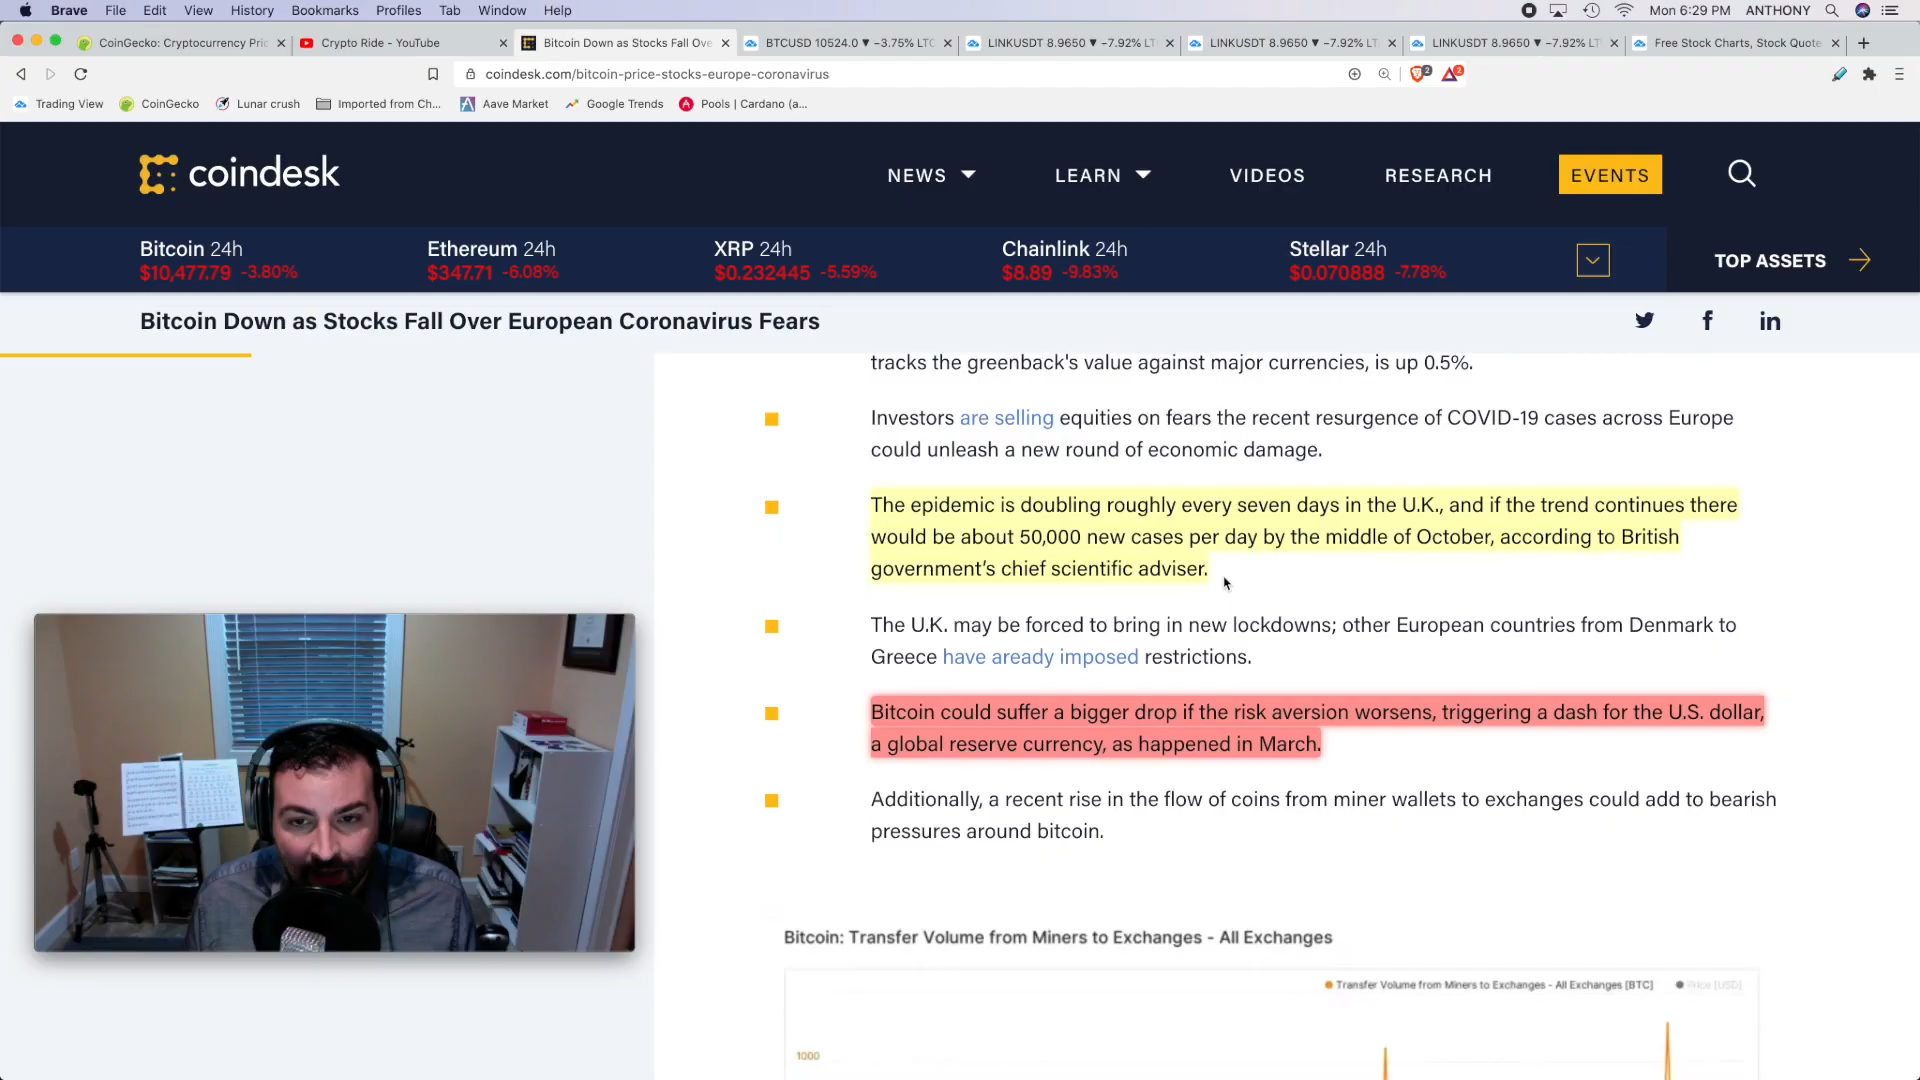 Brave File Edit View History Bookmarks Profiles Tab Window Help
Mon 6:29 PM ANTHONY
CoinGecko: Cryptocurrency Pric
Crypto Ride - YouTube
Bitcoin Down as Stocks Fall Ove
BTCUSD 10524.0 ▼ −3.75% LTC
LINKUSDT 8.9650 ▼ −7.92% LT
LINKUSDT 8.9650 ▼ −7.92% LT
LINKUSDT 8.9650 ▼ −7.92% LT
Free Stock Charts, Stock Quote
coindesk.com/bitcoin-price-stocks-europe-coronavirus
2
2
Trading View CoinGecko Lunar crush Imported from Ch... Aave Market Google Trends Pools | Cardano (a...
coindesk
NEWS LEARN VIDEOS RESEARCH EVENTS
Bitcoin 24h
$10,477.79 -3.80%
Ethereum 24h
$347.71 -6.08%
XRP 24h
$0.232445 -5.59%
Chainlink 24h
$8.89 -9.83%
Stellar 24h
$0.070888 -7.78%
TOP ASSETS
Bitcoin Down as Stocks Fall Over European Coronavirus Fears
tracks the greenback's value against major currencies, is up 0.5%.
Investors are selling equities on fears the recent resurgence of COVID-19 cases across Europe
could unleash a new round of economic damage.
The epidemic is doubling roughly every seven days in the U.K., and if the trend continues there
would be about 50,000 new cases per day by the middle of October, according to British
government's chief scientific adviser.
The U.K. may be forced to bring in new lockdowns; other European countries from Denmark to
Greece have aready imposed restrictions.
Bitcoin could suffer a bigger drop if the risk aversion worsens, triggering a dash for the U.S. dollar,
a global reserve currency, as happened in March.
Additionally, a recent rise in the flow of coins from miner wallets to exchanges could add to bearish
pressures around bitcoin.
Bitcoin: Transfer Volume from Miners to Exchanges - All Exchanges
Transfer Volume from Miners to Exchanges - All Exchanges [BTC]
Price [USD]
1000